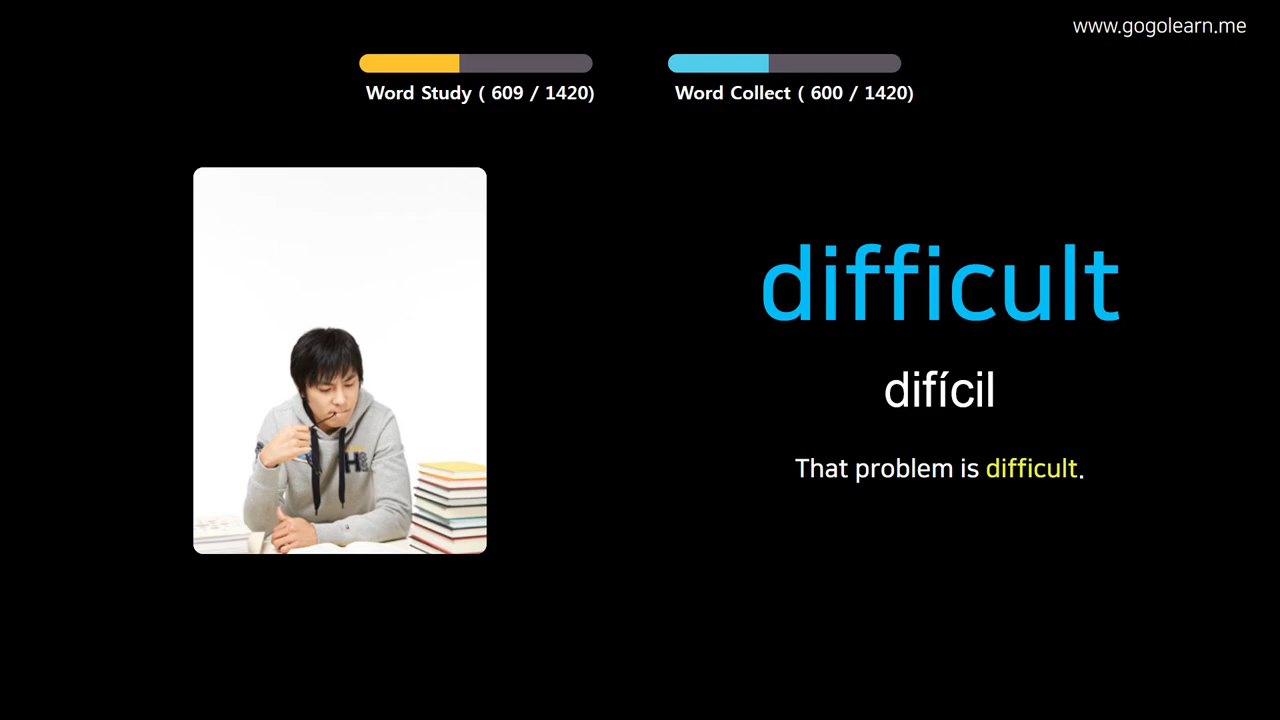 www.gogolearn.me
Word Study ( 609 / 1420)
Word Collect ( 600 / 1420)
difficult
difícil
That problem is difficult.
H